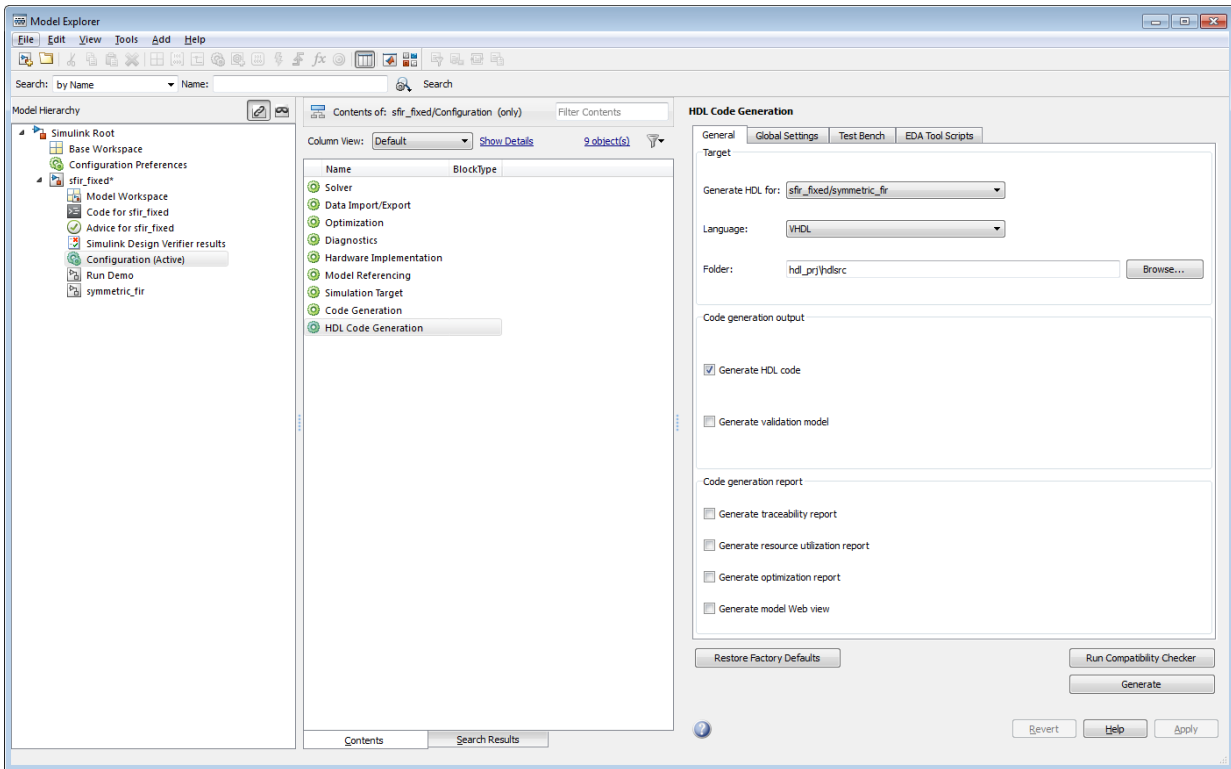 Model Explorer
File Edit View Tools Add Help
Search: by Name Name: Search
Model Hierarchy
Simulink Root
Base Workspace
Configuration Preferences
sfir_fixed*
Model Workspace
Code for sfir_fixed
Advice for sfir_fixed
Simulink Design Verifier results
Configuration (Active)
Run Demo
symmetric_fir
Contents of: sfir_fixed/Configuration (only) Filter Contents
Column View: Default Show Details 9 object(s)
Name BlockType
Solver
Data Import/Export
Optimization
Diagnostics
Hardware Implementation
Model Referencing
Simulation Target
Code Generation
HDL Code Generation
Contents Search Results
HDL Code Generation
General Global Settings Test Bench EDA Tool Scripts
Target
Generate HDL for: sfir_fixed/symmetric_fir
Language: VHDL
Folder: hdl_prj\hdlsrc Browse...
Code generation output
Generate HDL code
Generate validation model
Code generation report
Generate traceability report
Generate resource utilization report
Generate optimization report
Generate model Web view
Restore Factory Defaults Run Compatibility Checker
Generate
Revert Help Apply